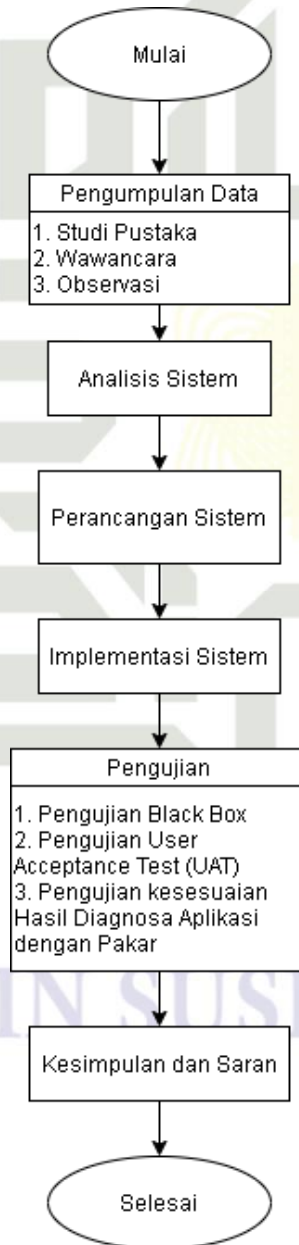 Mulai
Pengumpulan Data
1. Studi Pustaka
2. Wawancara
3. Observasi
Analisis Sistem
Perancangan Sistem
Implementasi Sistem
Pengujian
1. Pengujian Black Box
2. Pengujian User
Acceptance Test (UAT)
3. Pengujian kesesuaian
Hasil Diagnosa Aplikasi
dengan Pakar
Kesimpulan dan Saran
Selesai